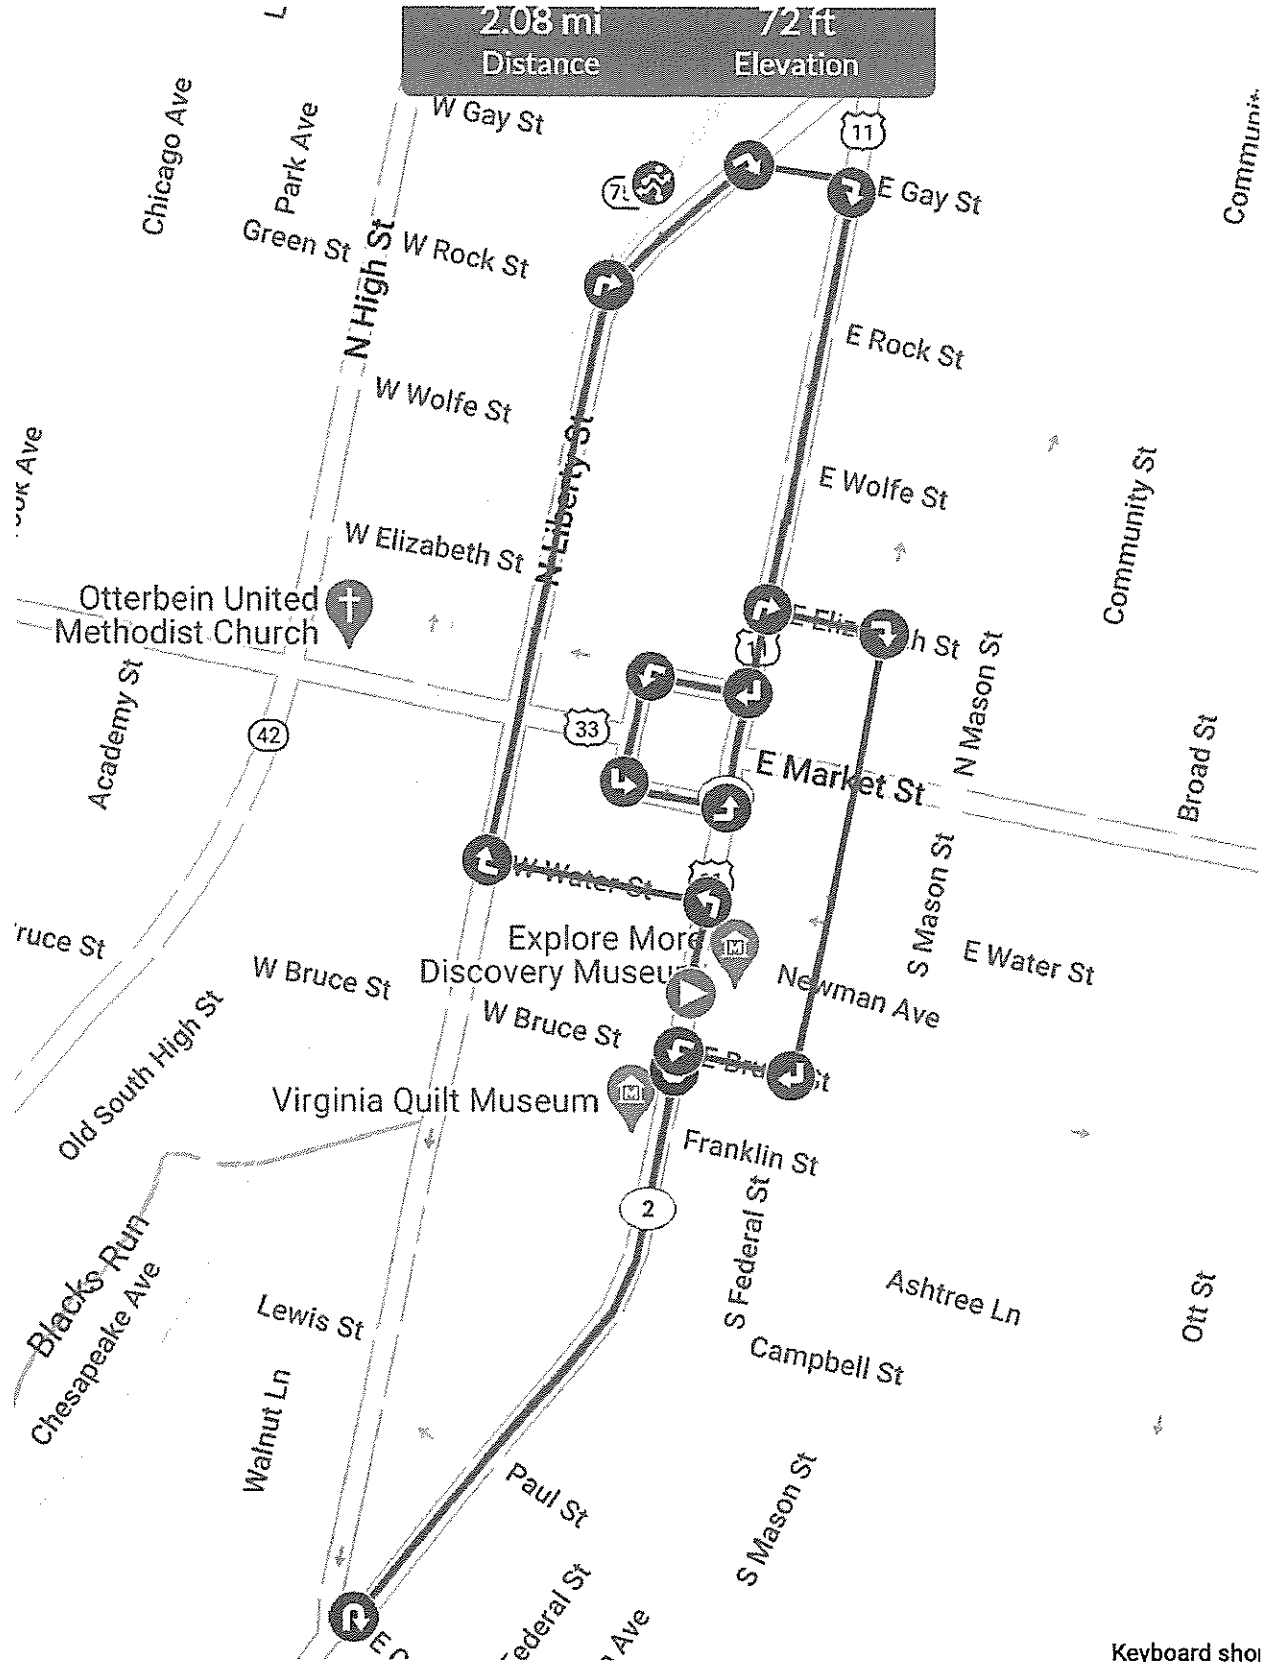 2.08 mi
72 ft
Distance
Elevation
W Gay St
11
Chicago Ave
Park Ave
E Gay St
Green St
N High St
W Rock St
E Rock St
W Wolfe St
N Liberty St
E Wolfe St
Community St
W Elizabeth St
Otterbein United
Methodist Church
h St
N Mason St
Academy St
42
33
Broad St
E Market St
W Water St
S Mason St
Explore More
Discovery Museum
E Water St
W Bruce St
Newman Ave
W Bruce St
Old South High St
Virginia Quilt Museum
Franklin St
2
S Federal St
Blacks Run
Chesapeake Ave
Ashtree Ln
Ott St
Lewis St
Campbell St
Walnut Ln
Paul St
S Mason St